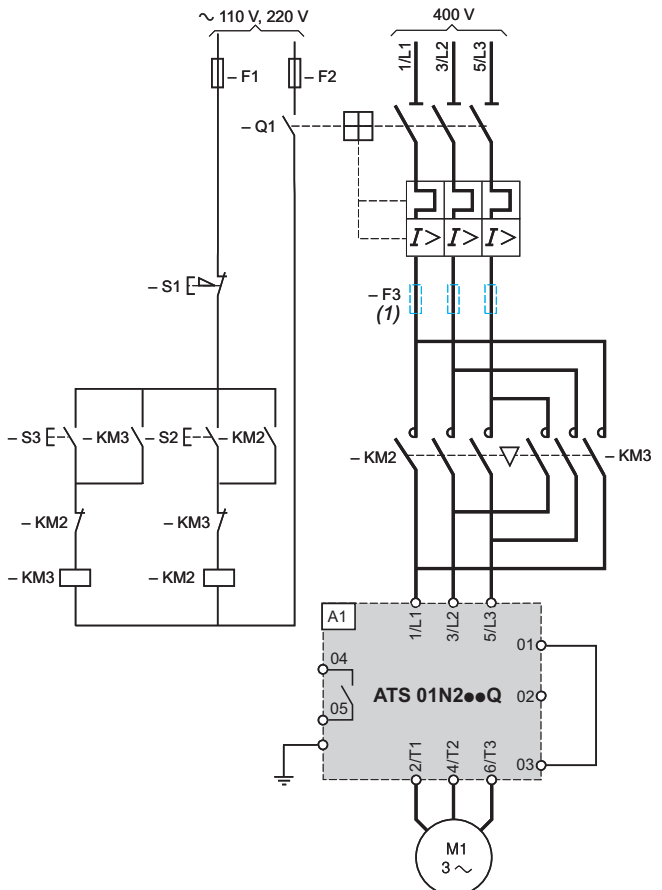 ∼ 110 V, 220 V
400 V
1/L1
3/L2
5/L3
– F1
– F2
– Q1
I >
I >
I >
– S1
– F3
(1)
– S3
– KM3
– S2
– KM2
– KM2
– KM3
– KM2
– KM3
– KM3
– KM2
A1
1/L1
3/L2
5/L3
01
04
ATS 01N2●●Q
02
05
2/T1
4/T2
6/T3
03
M1
3 ∼